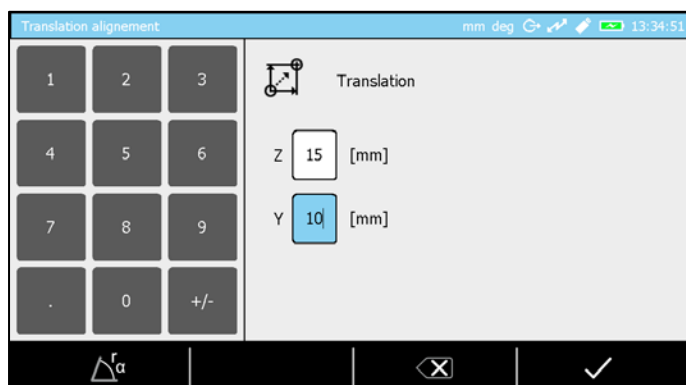 Translation alignement mm deg 13:34:51
1 2 3
Translation
4 5 6
Z 15 [mm]
7 8 9
Y 10 [mm]
. 0 +/-
r α